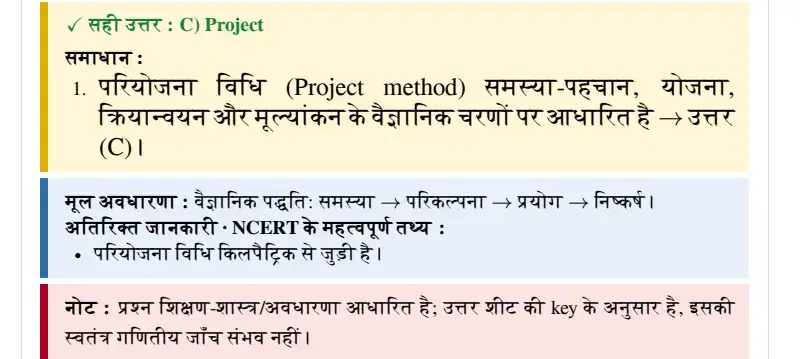 ✓ सही उत्तर : C) Project
समाधान :
1. परियोजना विधि (Project method) समस्या-पहचान, योजना,
क्रियान्वयन और मूल्यांकन के वैज्ञानिक चरणों पर आधारित है → उत्तर
(C)।
मूल अवधारणा : वैज्ञानिक पद्धति: समस्या → परिकल्पना → प्रयोग → निष्कर्ष।
अतिरिक्त जानकारी · NCERT के महत्वपूर्ण तथ्य :
• परियोजना विधि किलपैट्रिक से जुड़ी है।
नोट : प्रश्न शिक्षण-शास्त्र/अवधारणा आधारित है; उत्तर शीट की key के अनुसार है, इसकी
स्वतंत्र गणितीय जाँच संभव नहीं।